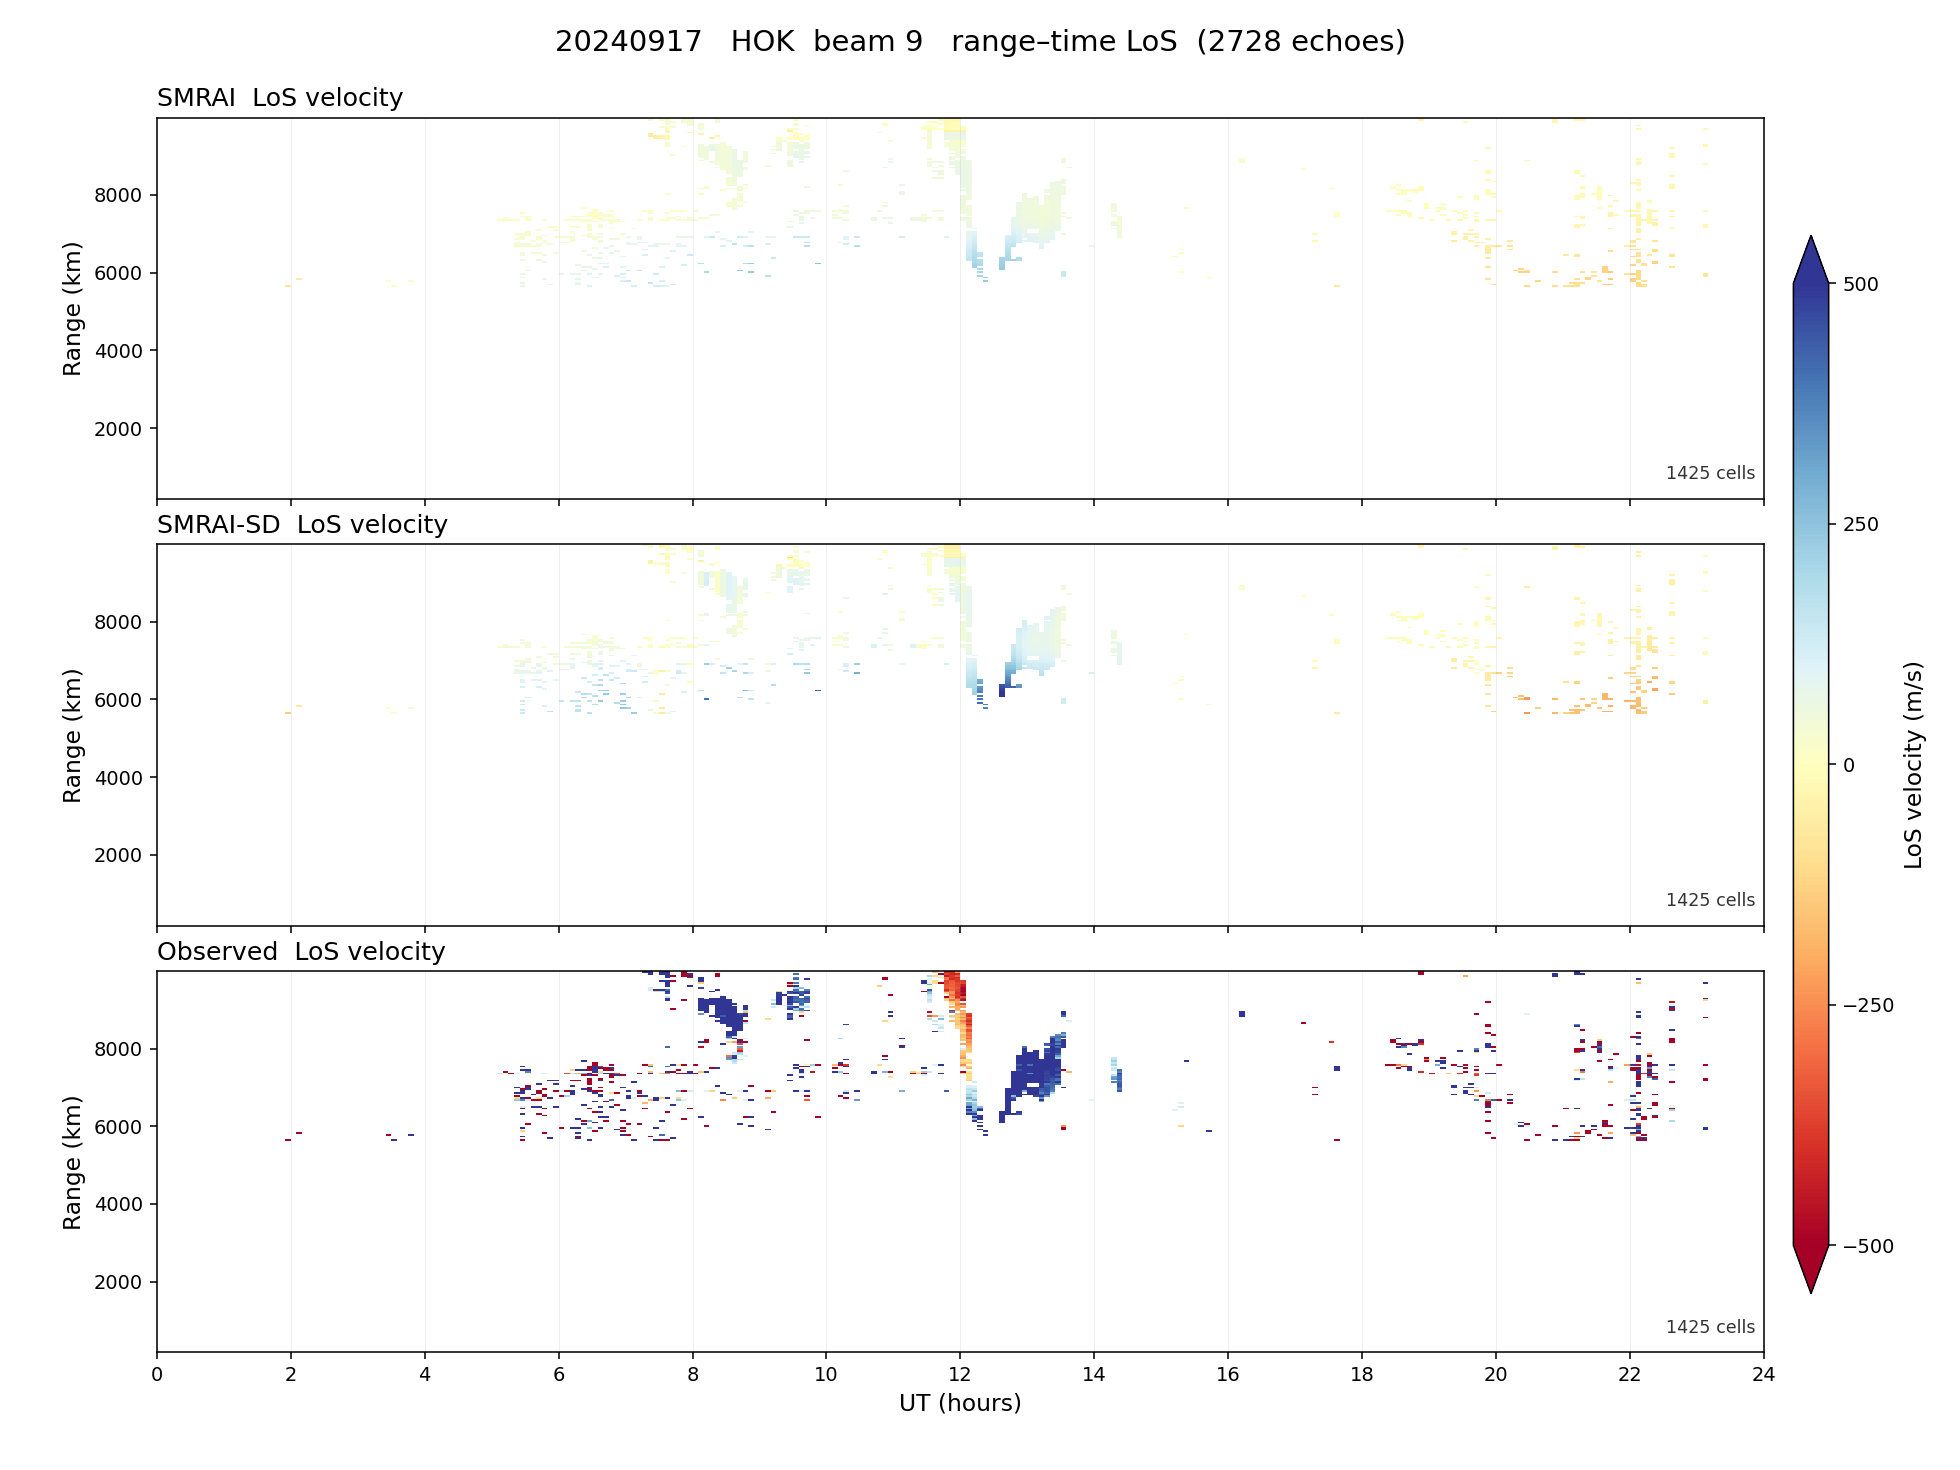 20240917   HOK  beam 9   range–time LoS  (2728 echoes)
SMRAI  LoS velocity
8000
6000
4000
2000
Range (km)
1425 cells
SMRAI-SD  LoS velocity
8000
6000
4000
2000
Range (km)
1425 cells
Observed  LoS velocity
8000
6000
4000
2000
Range (km)
1425 cells
0 2 4 6 8 10 12 14 16 18 20 22 24
UT (hours)
500
250
0
−250
−500
LoS velocity (m/s)